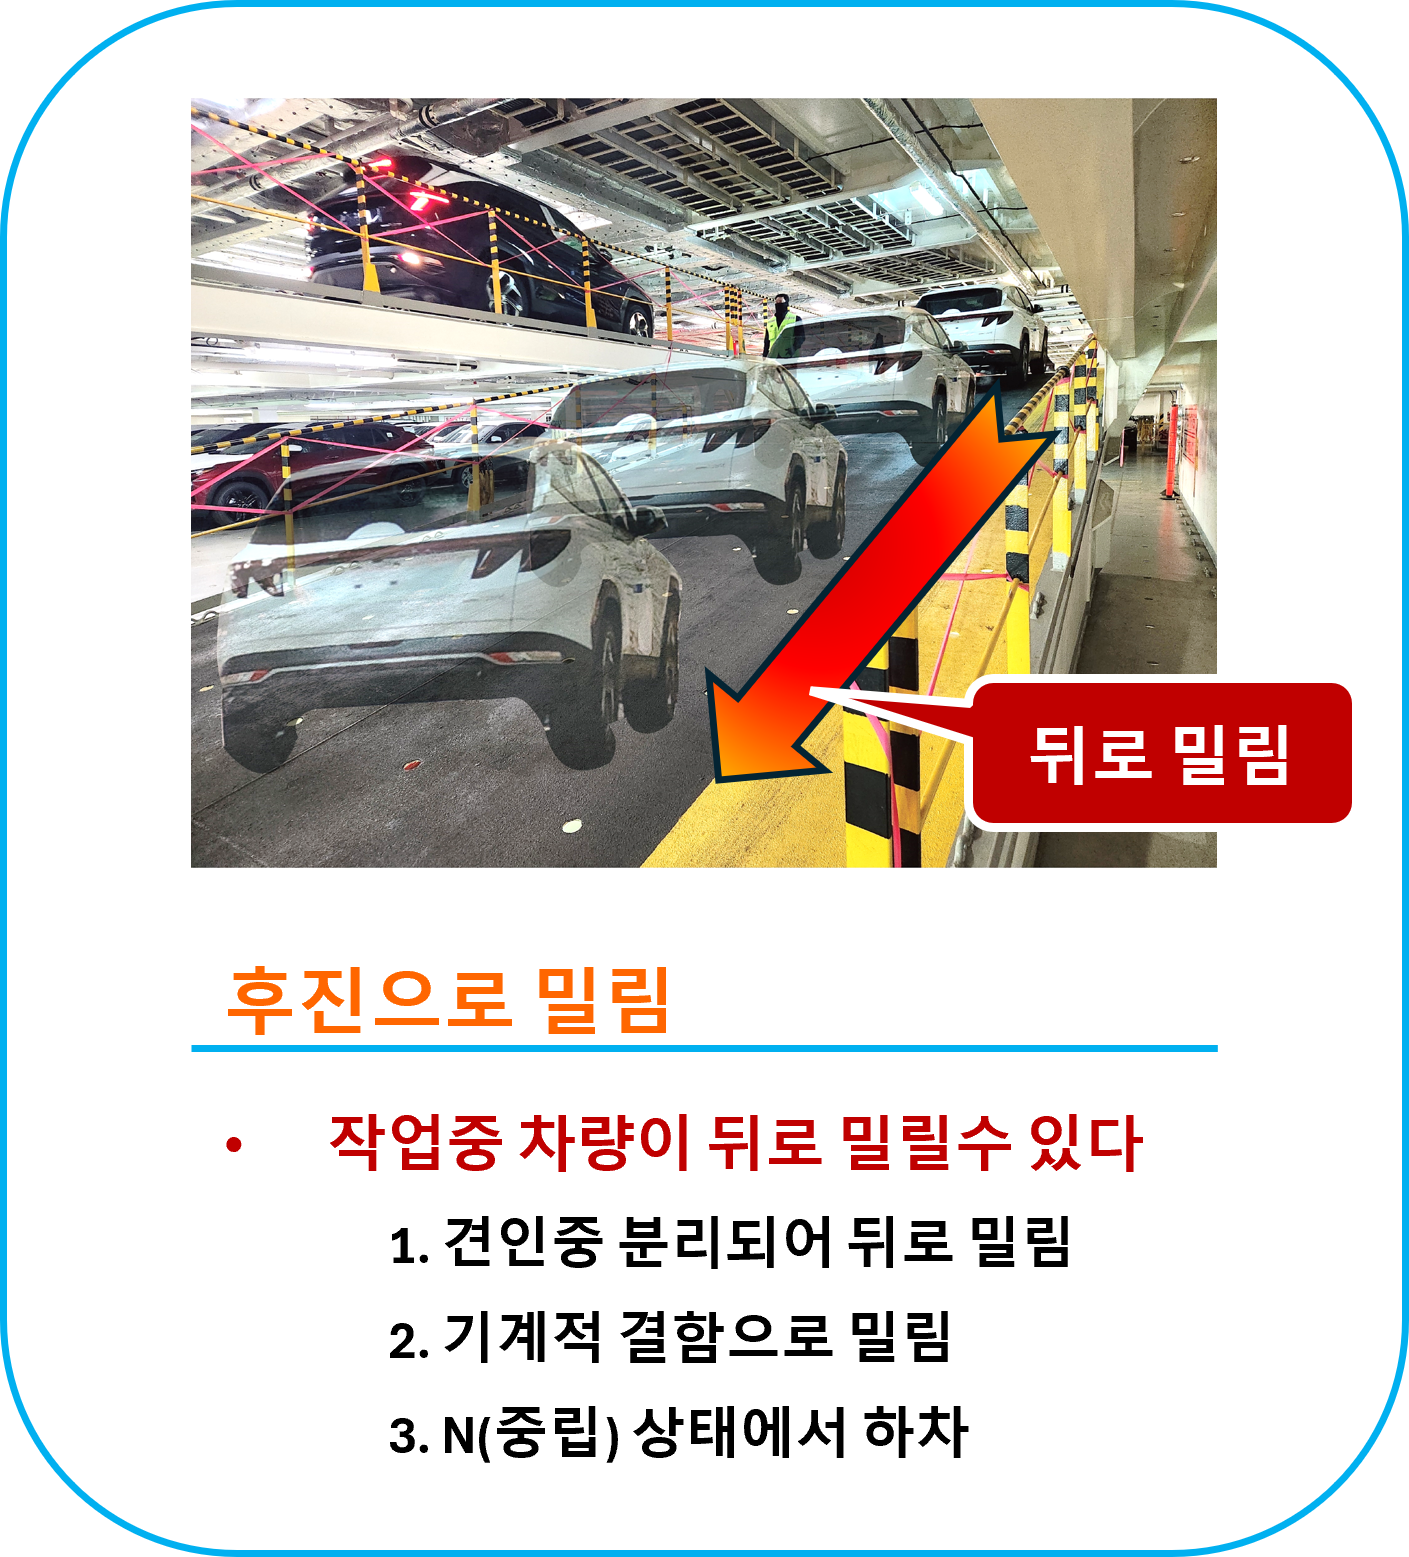 뒤로 밀림
후진으로 밀림
• 작업중 차량이 뒤로 밀릴수 있다
1. 견인중 분리되어 뒤로 밀림
2. 기계적 결함으로 밀림
3. N(중립) 상태에서 하차